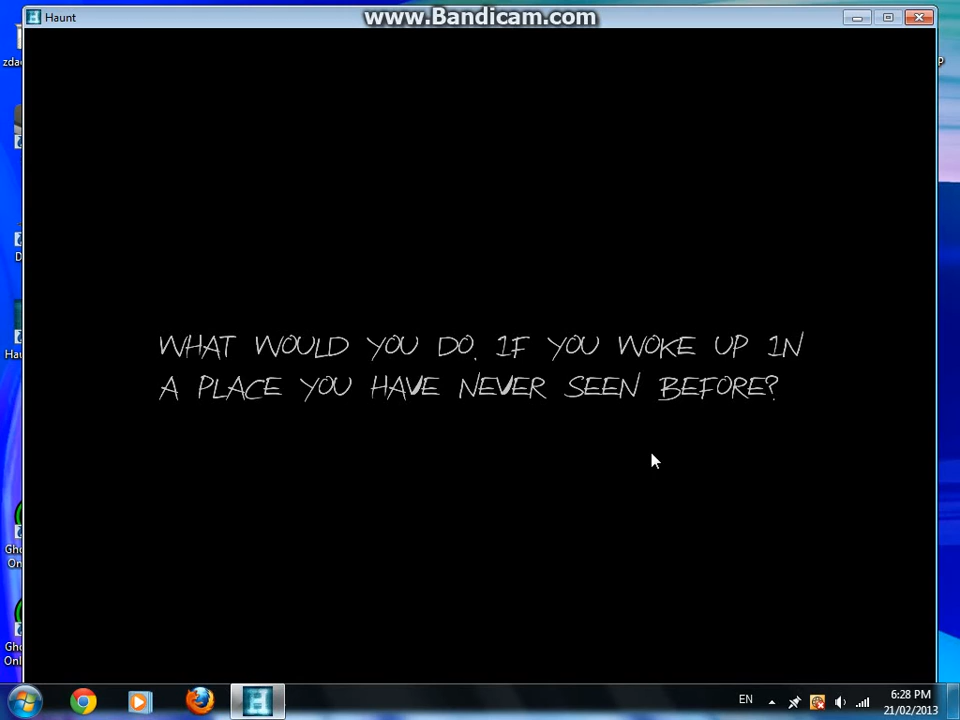 www.Bandicam.com
Haunt
WHAT WOULD YOU DO. IF YOU WOKE UP IN
A PLACE YOU HAVE NEVER SEEN BEFORE?
EN
6:28 PM
21/02/2013